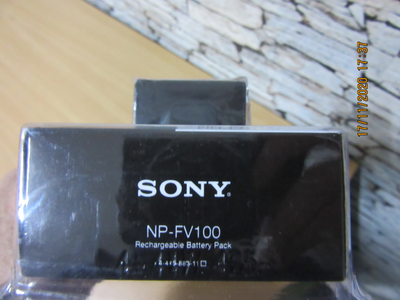 SONY.
NP-FV100
Rechargeable Battery Pack
17/11/2020 17:37